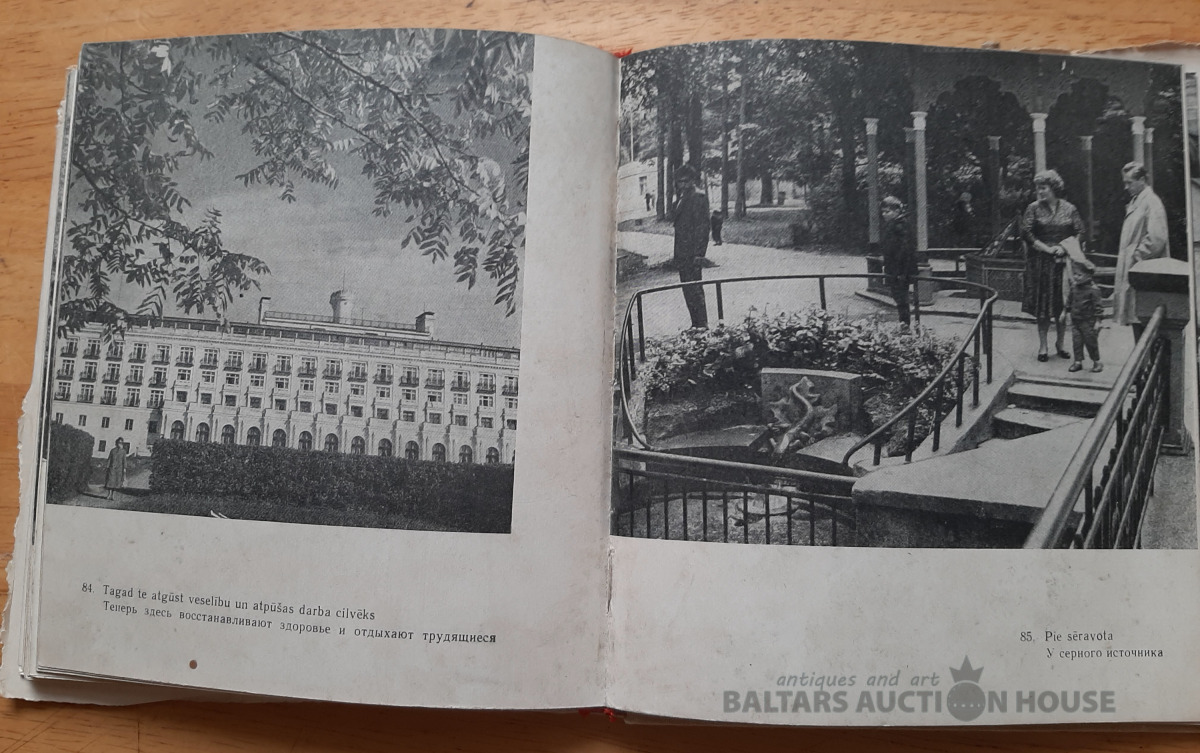 84. Tagad te atgūst veselību un atpūšas darba cilvēks
Теперь здесь восстанавливают здоровье и отдыхают трудящиеся
85. Pie sēravota
У серного источника
antiques and art
BALTARS AUCTION HOUSE